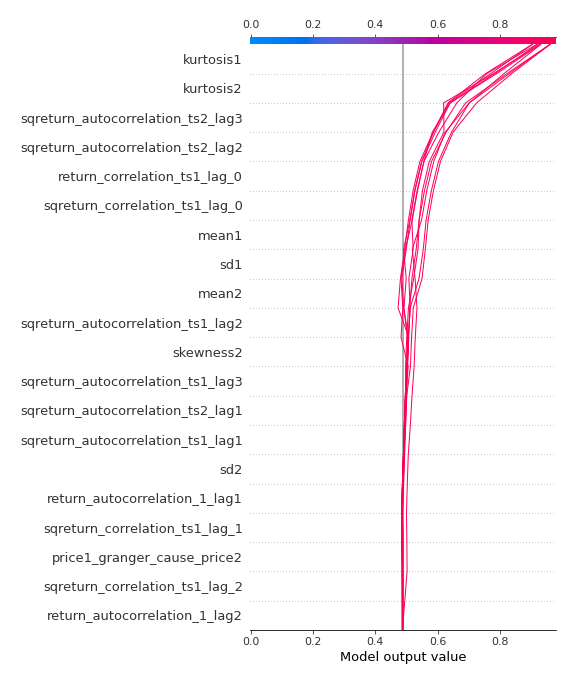 0.0 0.2 0.4 0.6 0.8
kurtosis1
kurtosis2
sqreturn_autocorrelation_ts2_lag3
sqreturn_autocorrelation_ts2_lag2
return_correlation_ts1_lag_0
sqreturn_correlation_ts1_lag_0
mean1
sd1
mean2
sqreturn_autocorrelation_ts1_lag2
skewness2
sqreturn_autocorrelation_ts1_lag3
sqreturn_autocorrelation_ts2_lag1
sqreturn_autocorrelation_ts1_lag1
sd2
return_autocorrelation_1_lag1
sqreturn_correlation_ts1_lag_1
price1_granger_cause_price2
sqreturn_correlation_ts1_lag_2
return_autocorrelation_1_lag2
0.0 0.2 0.4 0.6 0.8
Model output value